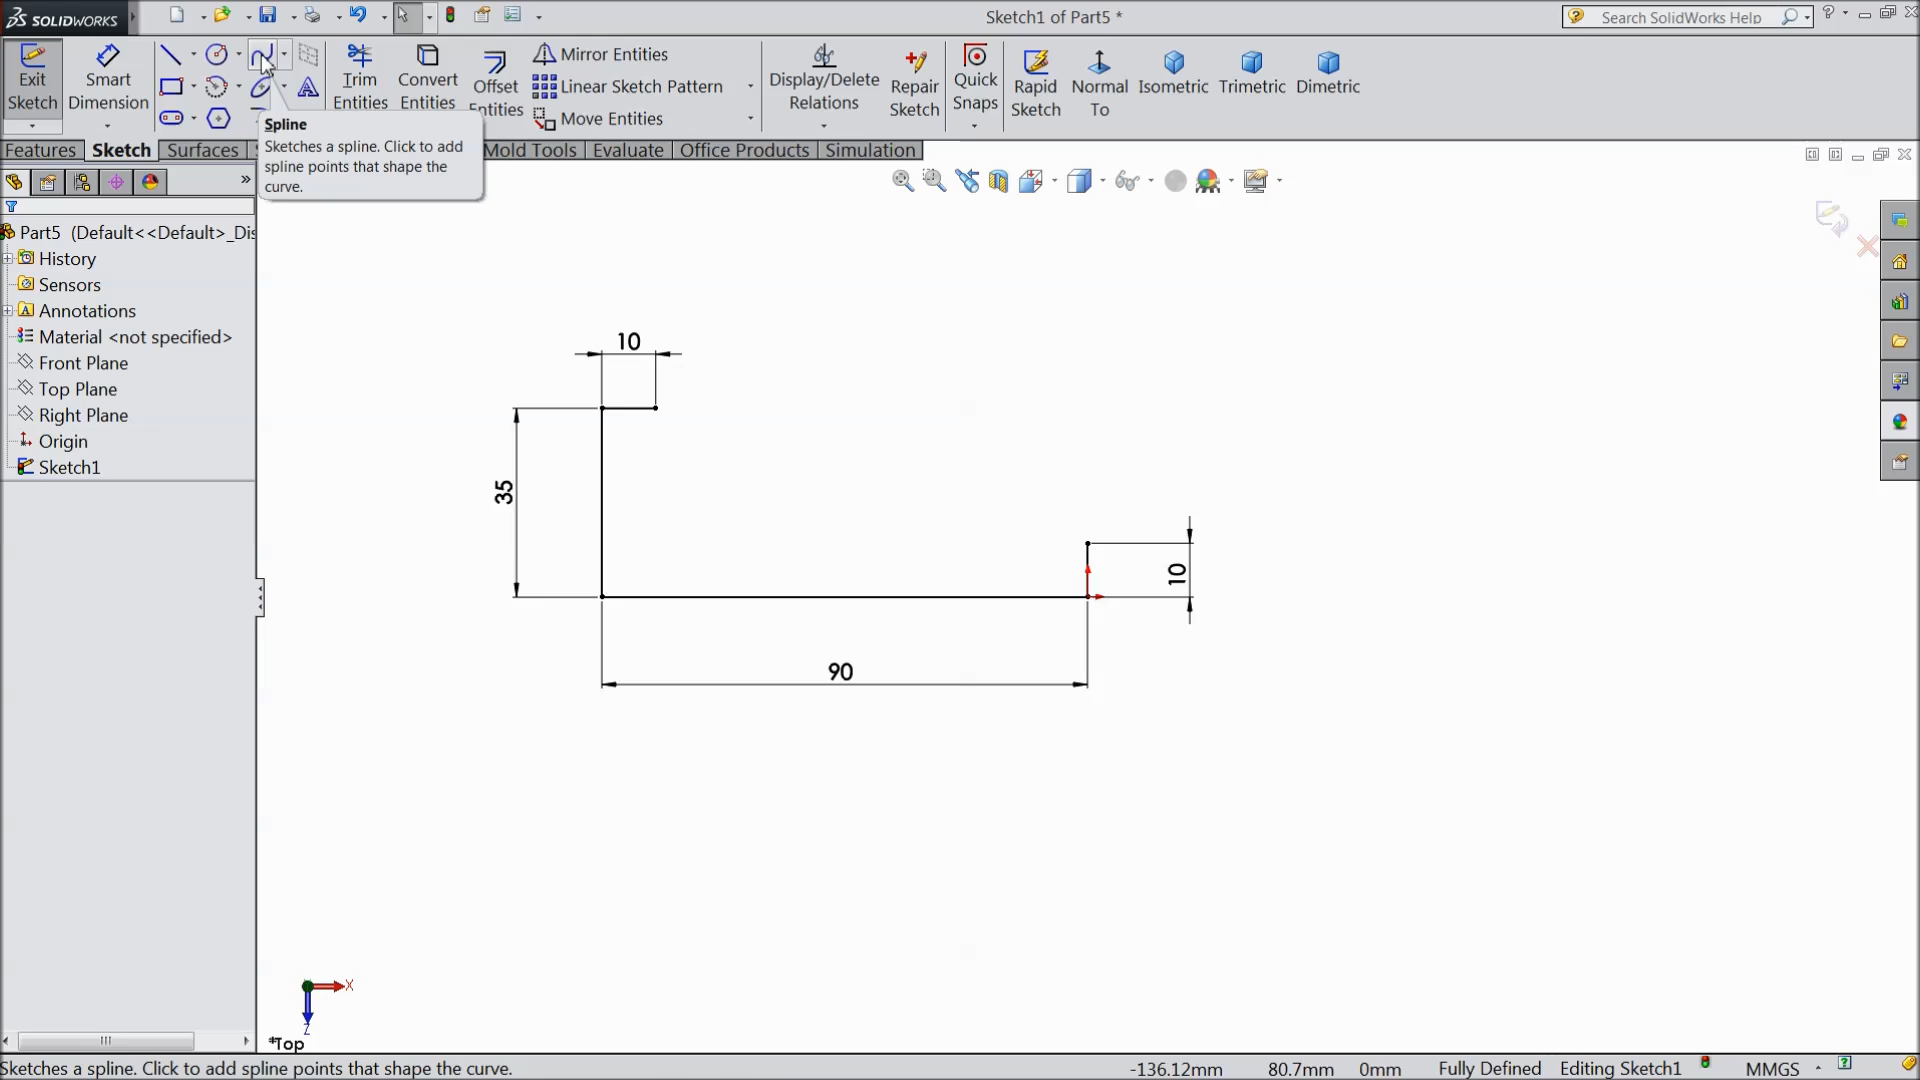 SOLIDWORKS
Sketch1 of Part5 *
Search SolidWorks Help
Exit
Sketch
Smart
Dimension
Trim
Entities
Convert
Entities
Offset
Entities
Mirror Entities
Linear Sketch Pattern
Move Entities
Display/Delete
Relations
Repair
Sketch
Quick
Snaps
Rapid
Sketch
Normal
To
Isometric
Trimetric
Dimetric
Features
Sketch
Surfaces
Mold Tools
Evaluate
Office Products
Simulation
Spline
Sketches a spline. Click to add
spline points that shape the
curve.
Part5 (Default<<Default>_Dis
History
Sensors
Annotations
Material <not specified>
Front Plane
Top Plane
Right Plane
Origin
Sketch1
10
35
10
90
X
Z
*Top
Sketches a spline. Click to add spline points that shape the curve.
-136.12mm 80.7mm 0mm Fully Defined Editing Sketch1 MMGS